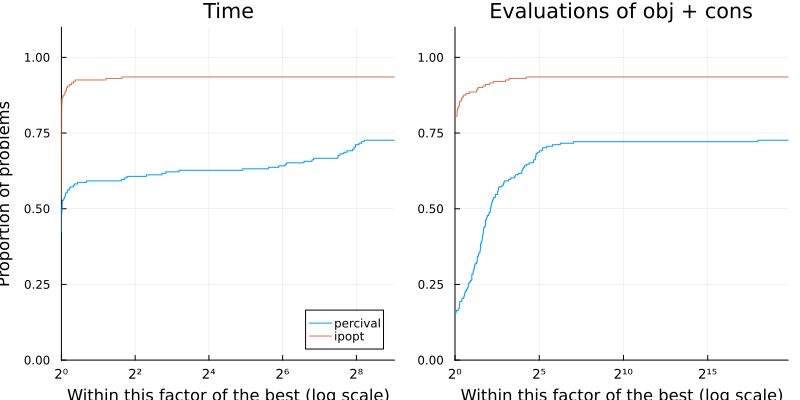 Time
Proportion of problems
1.00
0.75
0.50
0.25
0.00
2⁰ 2² 2⁴ 2⁶ 2⁸
Within this factor of the best (log scale)
percival
ipopt
Evaluations of obj + cons
1.00
0.75
0.50
0.25
0.00
2⁰ 2⁵ 2¹⁰ 2¹⁵
Within this factor of the best (log scale)